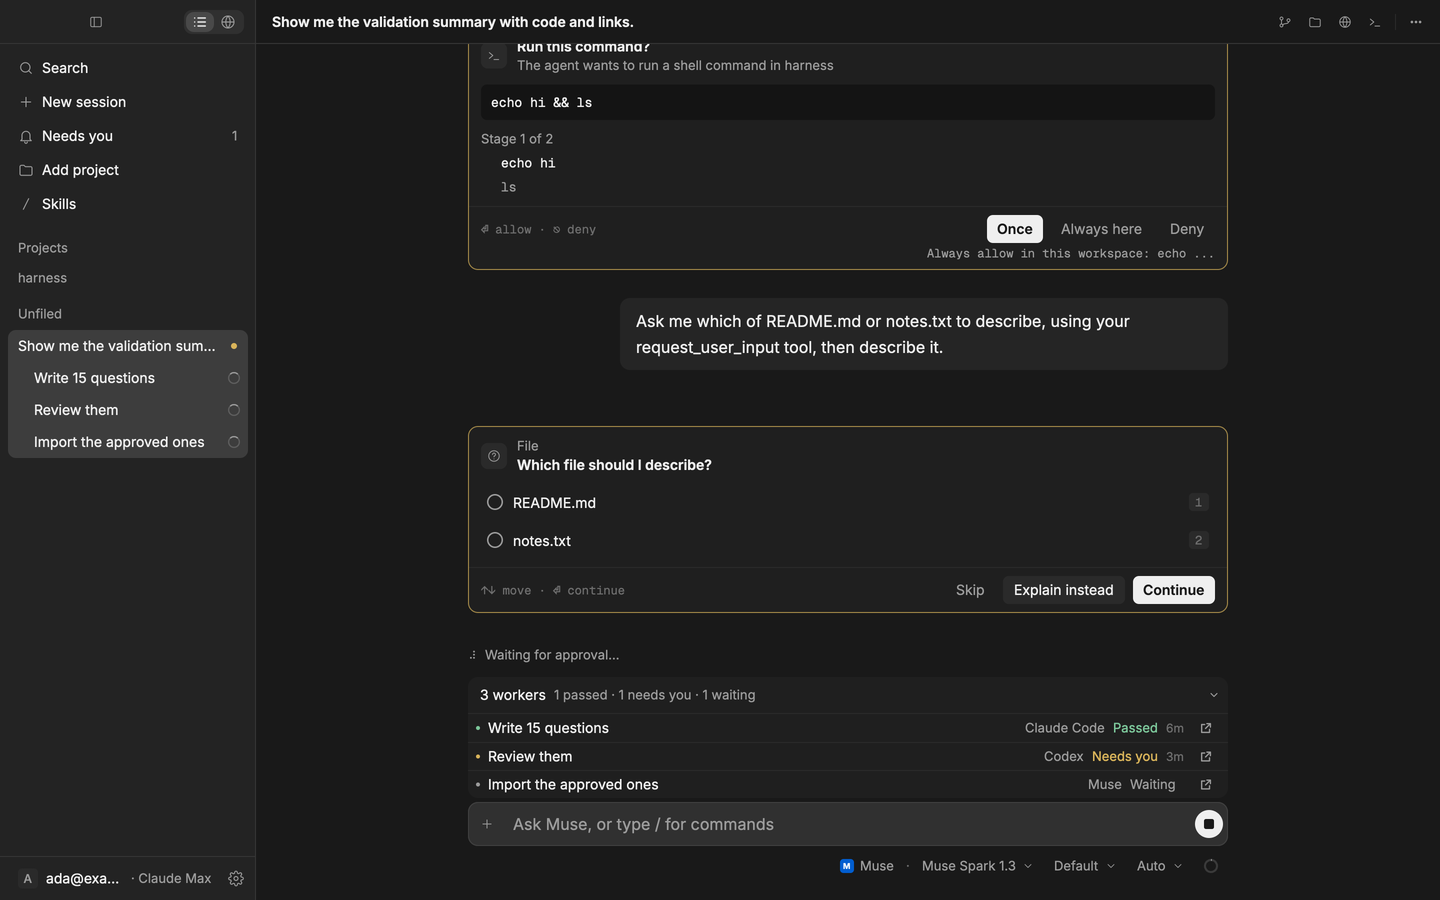 Show me the validation summary with code and links.
Search
New session
Needs you 1
Add project
Skills
Projects
harness
Unfiled
Show me the validation sum...
Write 15 questions
Review them
Import the approved ones
A ada@exa... · Claude Max
Run this command?
The agent wants to run a shell command in harness
echo hi && ls
Stage 1 of 2
echo hi
ls
allow · deny
Once Always here Deny
Always allow in this workspace: echo ...
Ask me which of README.md or notes.txt to describe, using your
request_user_input tool, then describe it.
File
Which file should I describe?
README.md 1
notes.txt 2
move · continue
Skip Explain instead Continue
Waiting for approval...
3 workers 1 passed · 1 needs you · 1 waiting
Write 15 questions Claude Code Passed 6m
Review them Codex Needs you 3m
Import the approved ones Muse Waiting
Ask Muse, or type / for commands
M Muse · Muse Spark 1.3 Default Auto